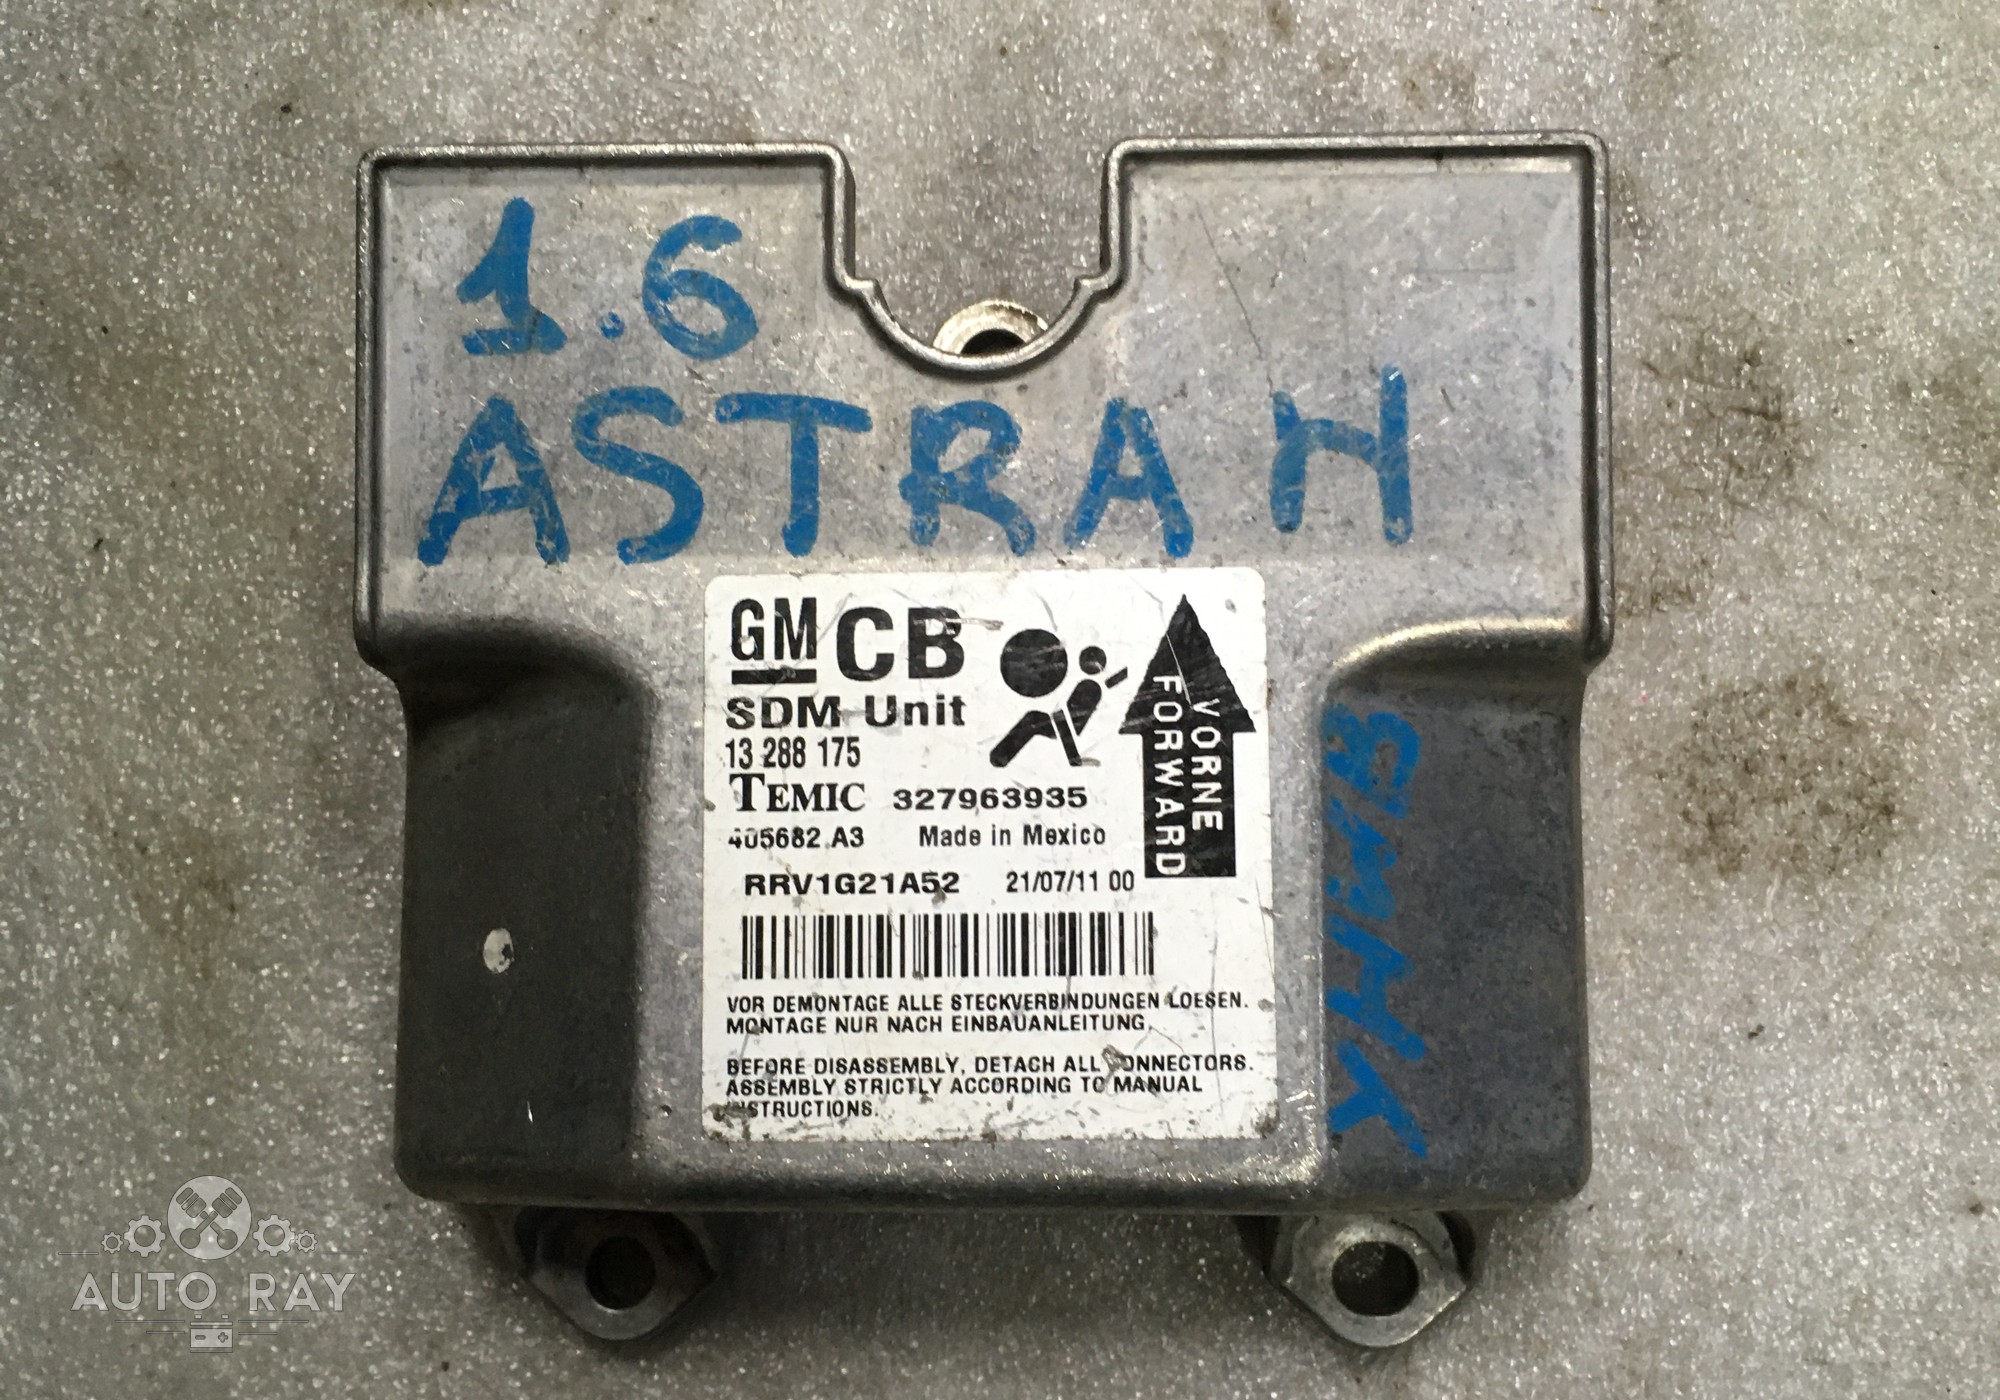 1.6
ASTRA H
GM CB
SDM Unit
13 288 175
TEMIC 327963935
405682 A3 Made in Mexico
RRV1G21A52 21/07/11 00
VORNE
FORWARD
VOR DEMONTAGE ALLE STECKVERBINDUNGEN LOESEN.
MONTAGE NUR NACH EINBAUANLEITUNG.
BEFORE DISASSEMBLY, DETACH ALL CONNECTORS.
ASSEMBLY STRICTLY ACCORDING TO MANUAL
INSTRUCTIONS.
AUTO RAY